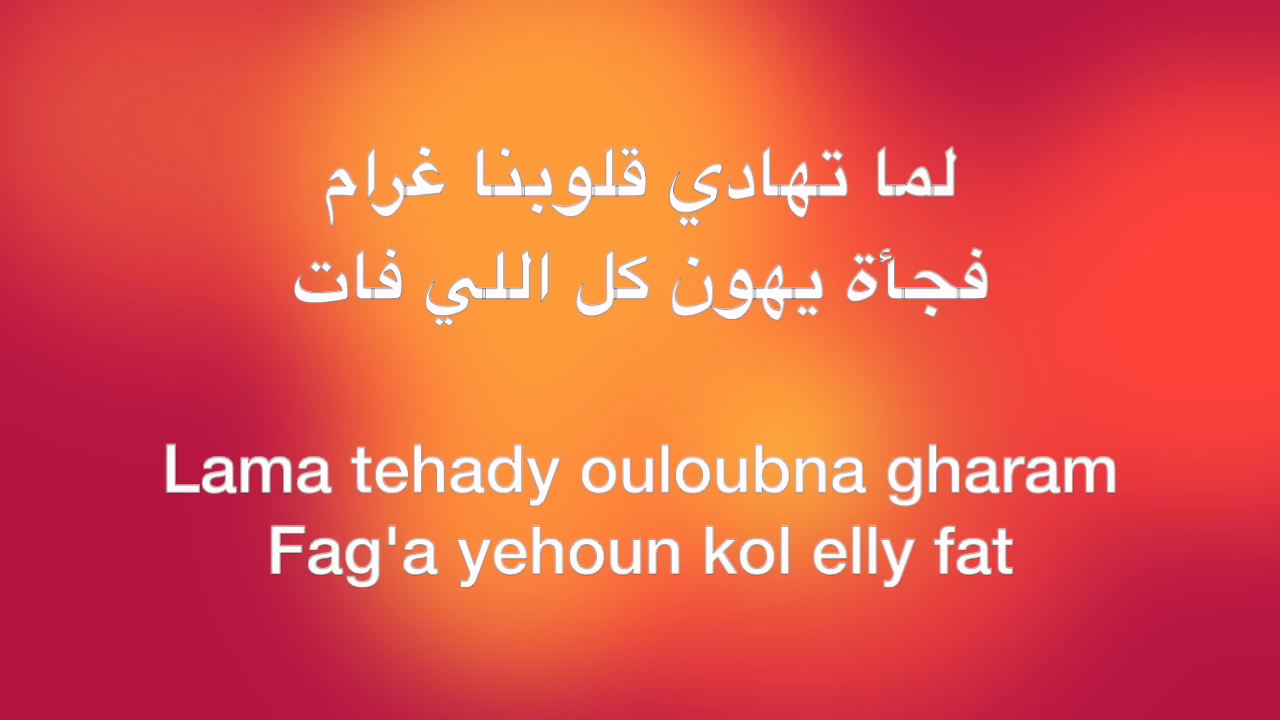 لما تهادي قلوبنا غرام
فجأة يهون كل اللي فات
Lama tehady ouloubna gharam
Fag'a yehoun kol elly fat